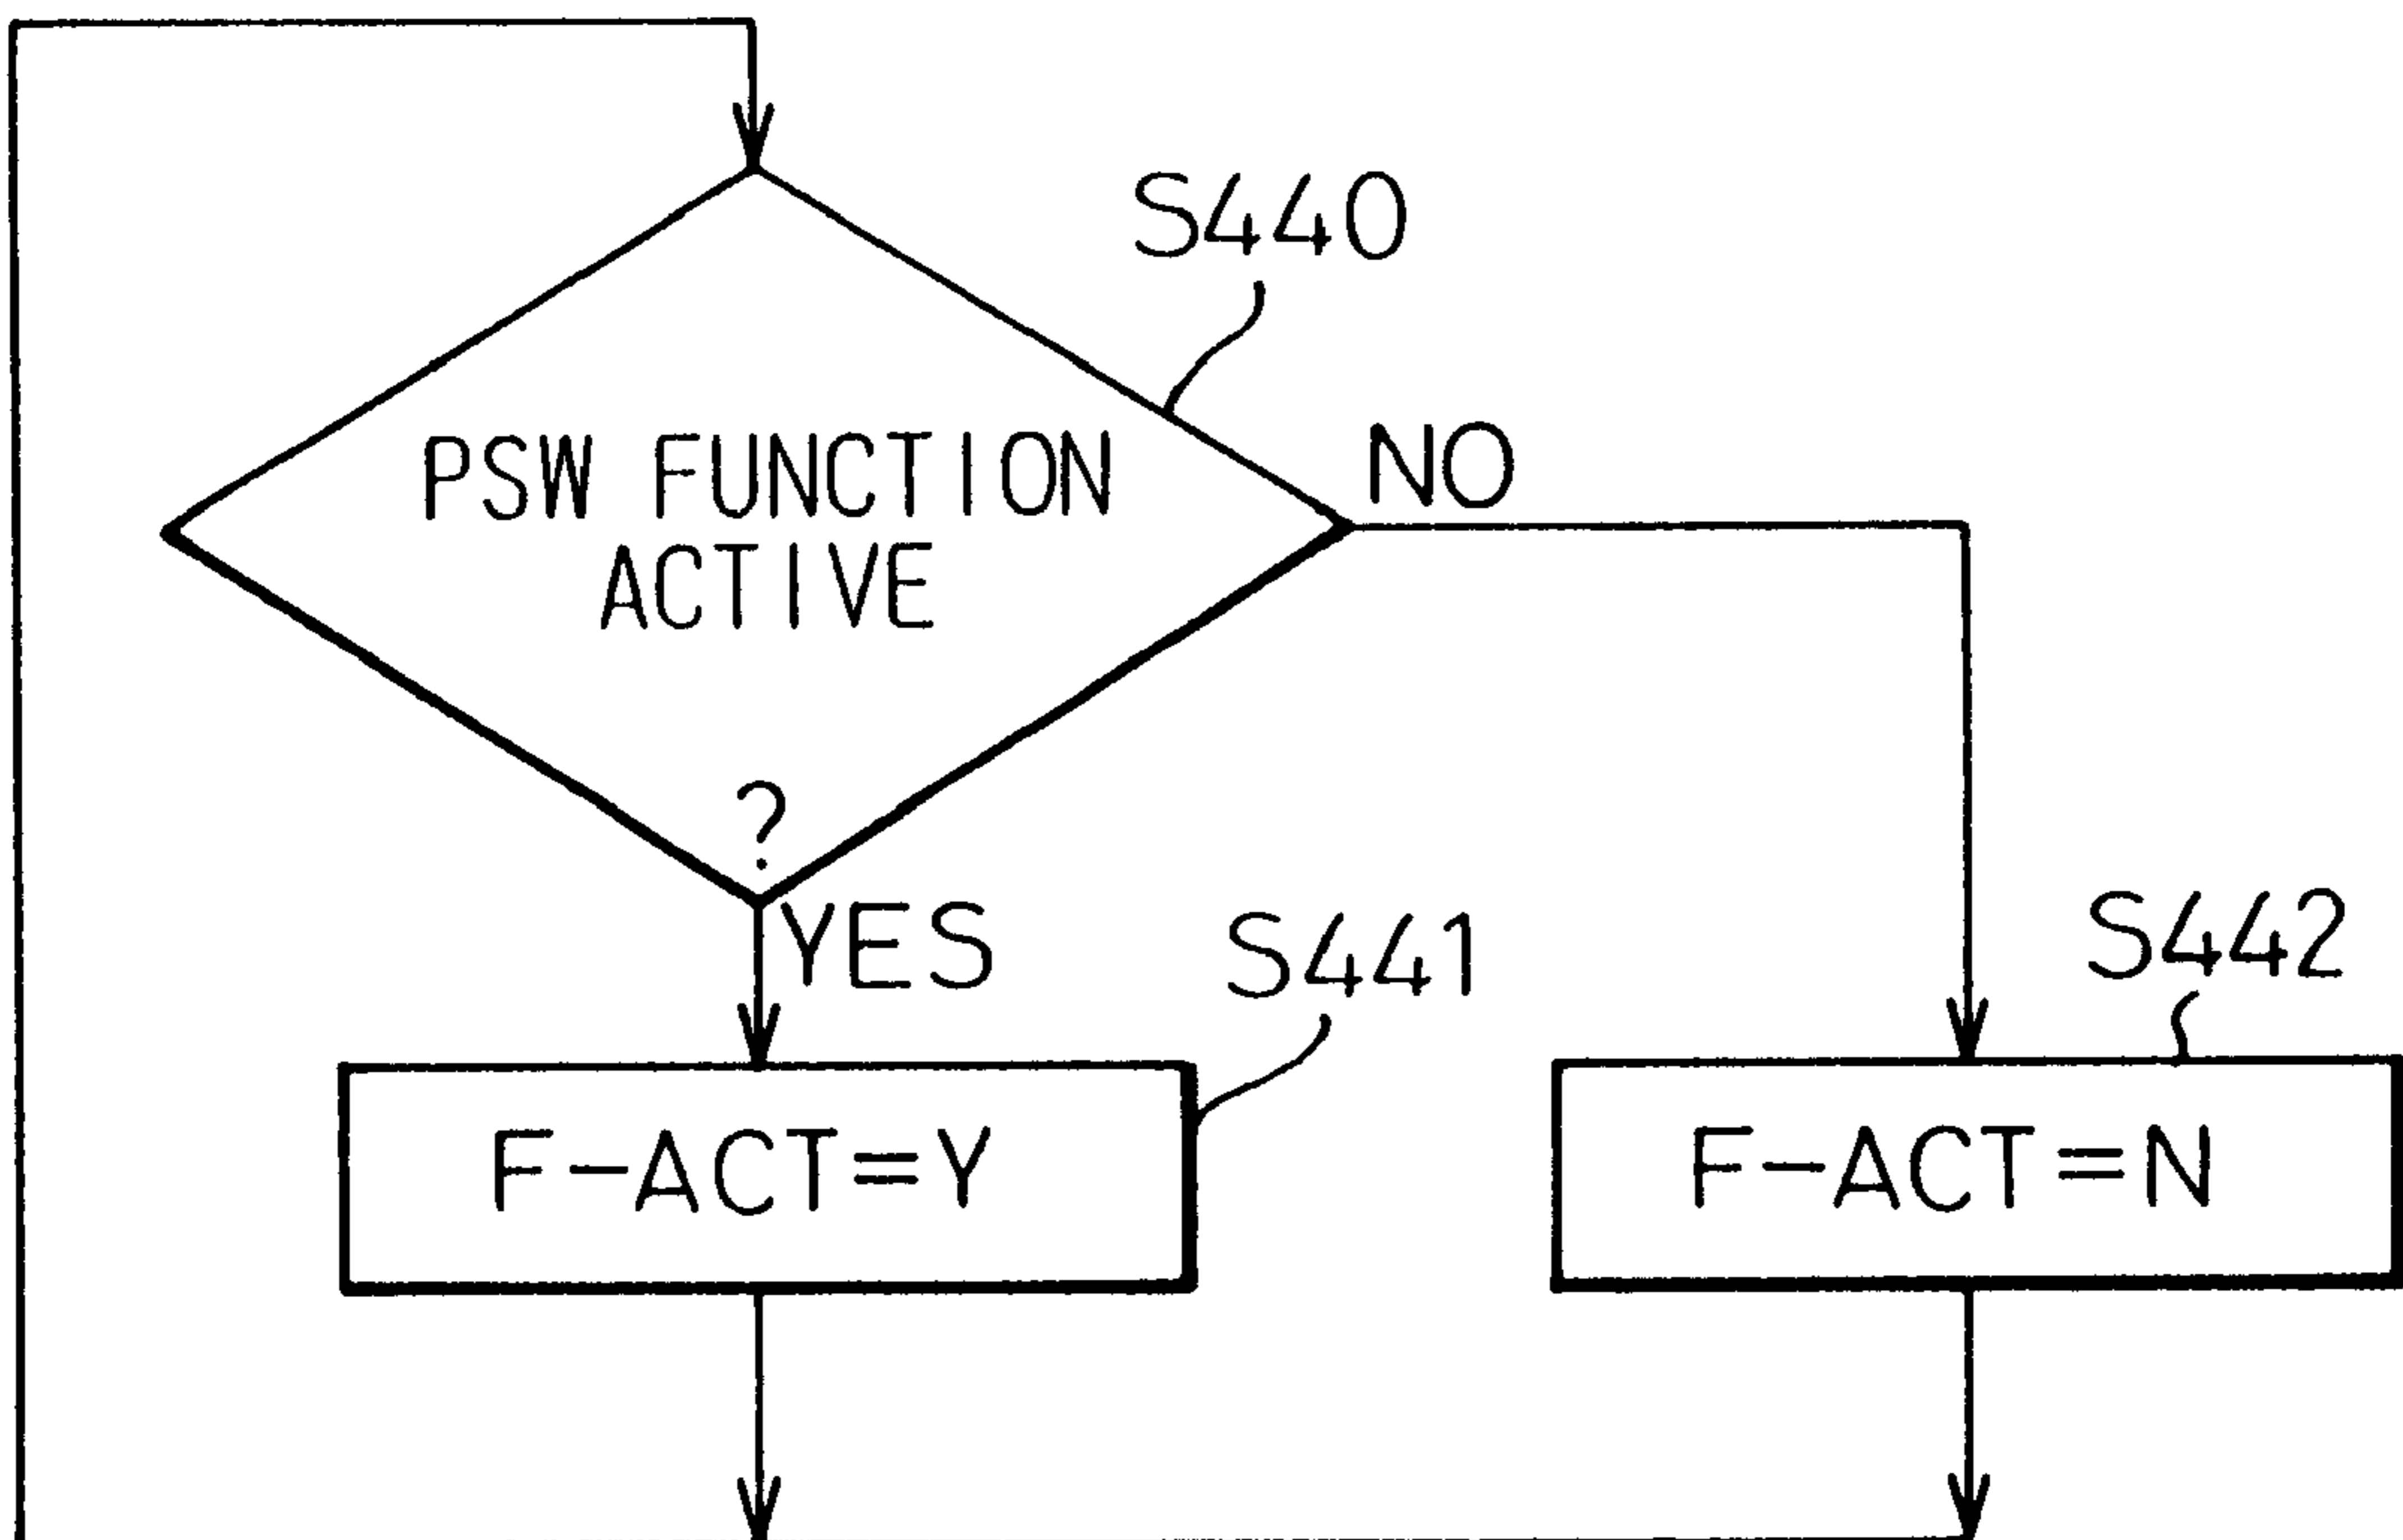 S440
PSW FUNCTION
ACTIVE
?
NO
YES
S441
S442
F-ACT=Y
F-ACT=N